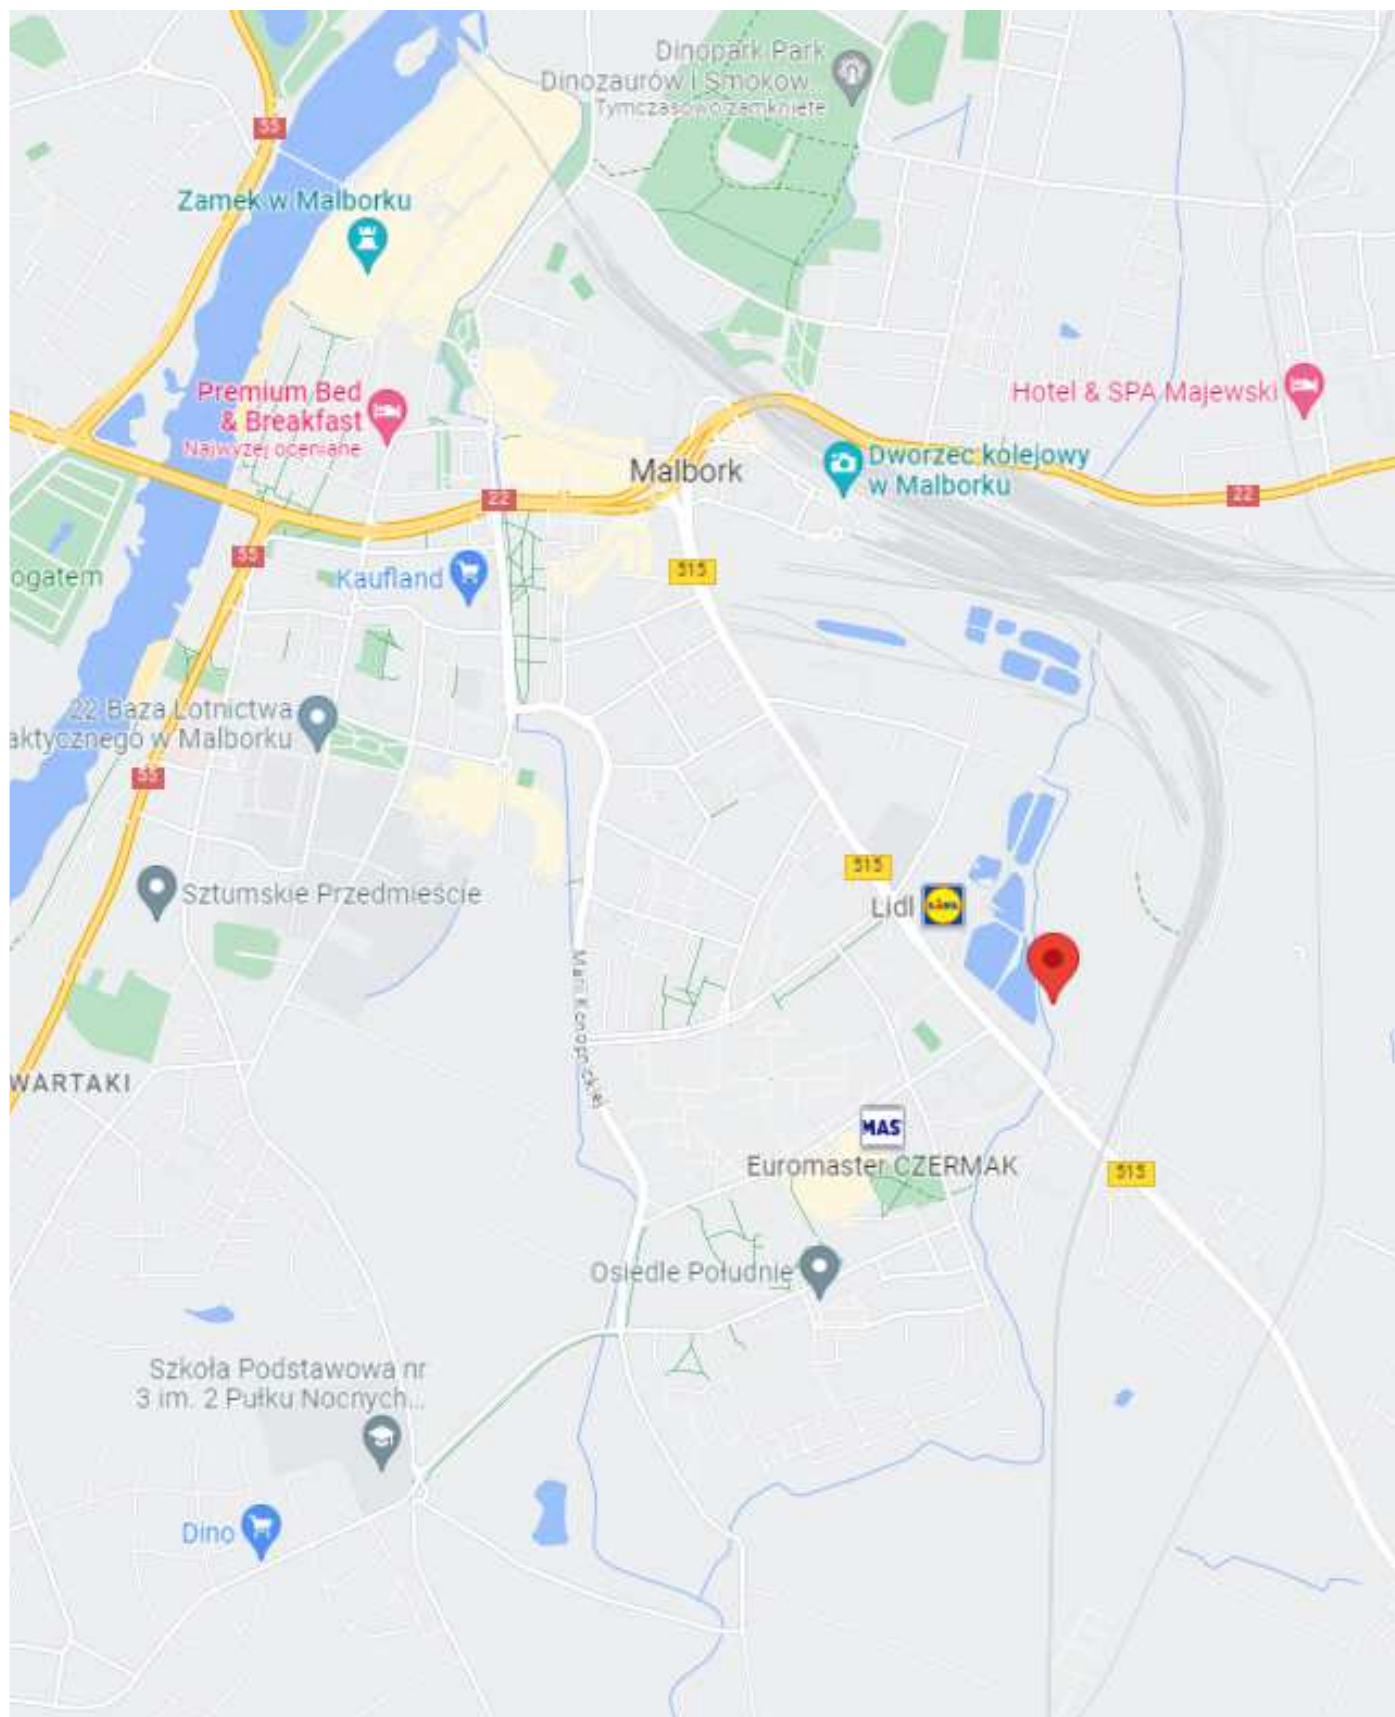 Dinopark Park
Dinozaurów i Smoków...
Tymczasowo zamknięte
55
Zamek w Malborku
Premium Bed
& Breakfast
Najwyżej oceniane
Hotel & SPA Majewski
Malbork
Dworzec kolejowy
w Malborku
22
22
55
515
ogatem
Kaufland
22 Baza Lotnictwa
aktycznego w Malborku
55
515
Lidl
Sztumskie Przedmieście
Marii Konopnickiej
WARTAKI
MAS
Euromaster CZERMAK
515
Osiedle Południe
Szkoła Podstawowa nr
3 im. 2 Pułku Nocnych...
Dino